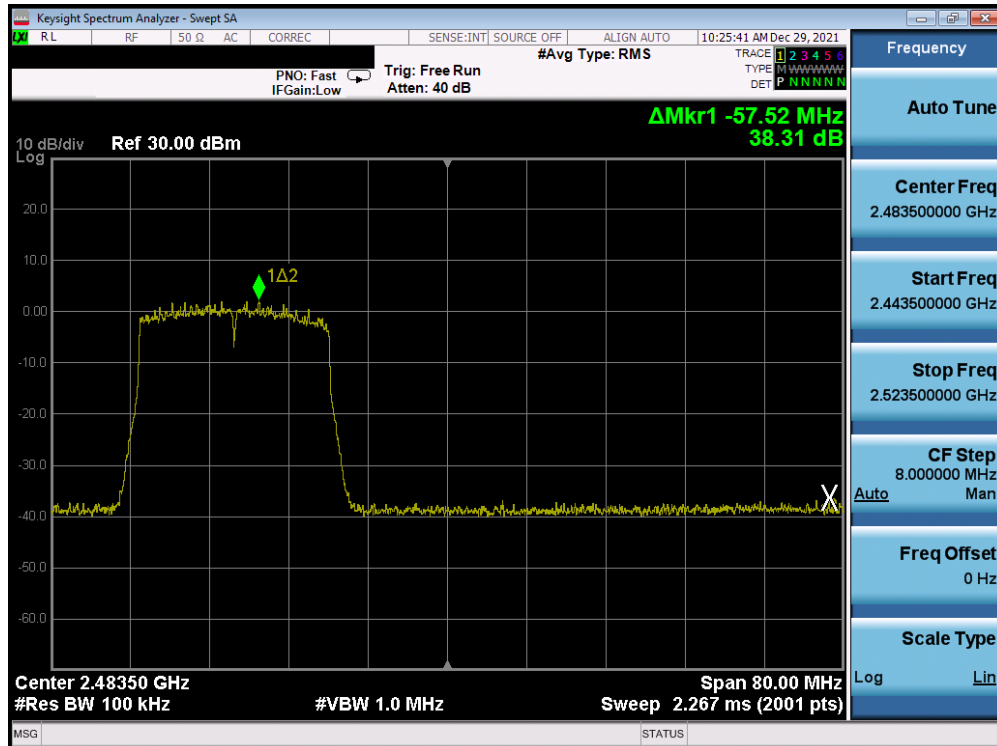 Keysight Spectrum Analyzer - Swept SA
LXI RL RF 50 Ω AC CORREC SENSE:INT SOURCE OFF ALIGN AUTO 10:25:41 AM Dec 29, 2021
#Avg Type: RMS
TRACE 1 2 3 4 5 6
PNO: Fast Trig: Free Run TYPE M W W W W W
IFGain:Low Atten: 40 dB DET P N N N N N
ΔMkr1 -57.52 MHz
38.31 dB
10 dB/div Ref 30.00 dBm
Log
20.0
10.0
1Δ2
0.00
-10.0
-20.0
-30.0
X
-40.0
-50.0
-60.0
Center 2.48350 GHz Span 80.00 MHz
#Res BW 100 kHz #VBW 1.0 MHz Sweep 2.267 ms (2001 pts)
MSG STATUS
Frequency
Auto Tune
Center Freq
2.483500000 GHz
Start Freq
2.443500000 GHz
Stop Freq
2.523500000 GHz
CF Step
8.000000 MHz
Auto Man
Freq Offset
0 Hz
Scale Type
Log Lin